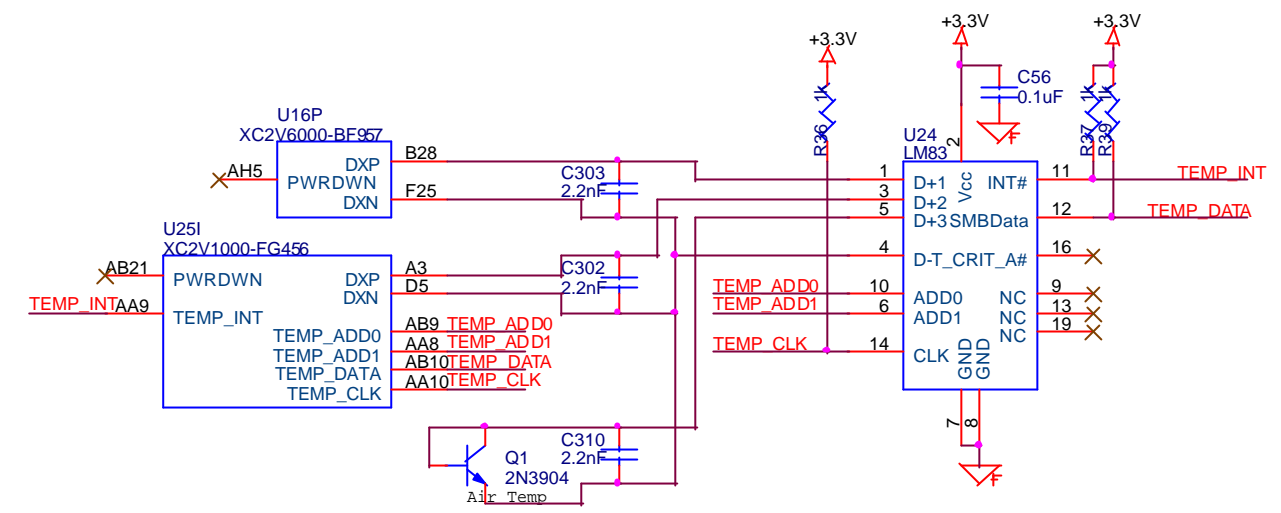 +3.3V
+3.3V
+3.3V
1k
R36
C56
0.1uF
F
1k
R37
1k
R39
U16P
XC2V6000-BF957
AH5
DXP
PWRDWN
DXN
B28
F25
C303
2.2nF
U24
LM83
2
Vcc
1
3
5
4
10
6
14
D+1
D+2
D+3
D-
ADD0
ADD1
CLK
INT#
SMBData
T_CRIT_A#
NC
NC
NC
GND
GND
11
12
16
9
13
19
7
8
F
TEMP_INT
TEMP_DATA
TEMP_ADD0
TEMP_ADD1
TEMP_CLK
U25I
XC2V1000-FG456
AB21
TEMP_INT
AA9
PWRDWN
TEMP_INT
DXP
DXN
TEMP_ADD0
TEMP_ADD1
TEMP_DATA
TEMP_CLK
A3
D5
AB9
AA8
AB10
AA10
TEMP_ADD0
TEMP_ADD1
TEMP_DATA
TEMP_CLK
C302
2.2nF
C310
2.2nF
Q1
2N3904
Air Temp